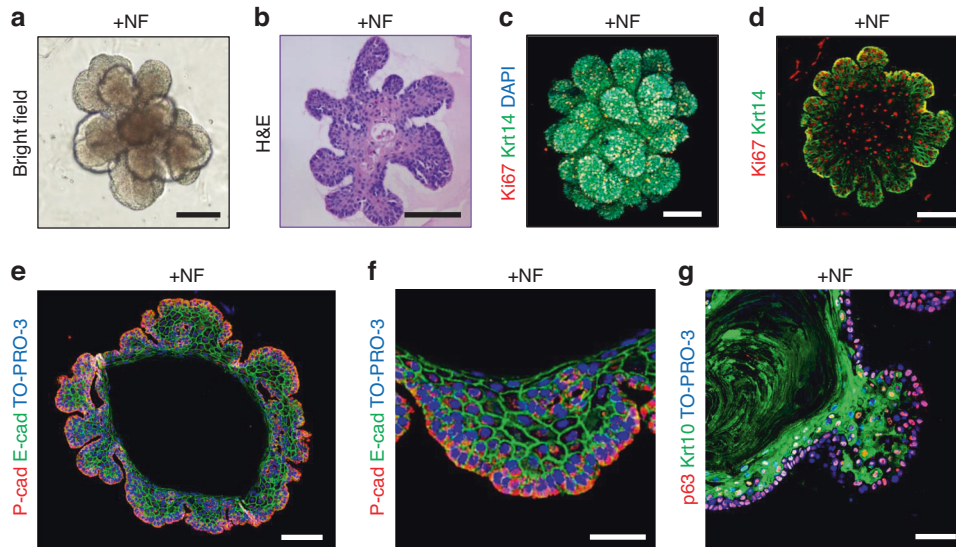 a
+NF
Bright field
b
+NF
H&E
c
+NF
Ki67 Krt14 DAPI
d
+NF
Ki67 Krt14
e
+NF
P-cad E-cad TO-PRO-3
f
+NF
P-cad E-cad TO-PRO-3
g
+NF
p63 Krt10 TO-PRO-3